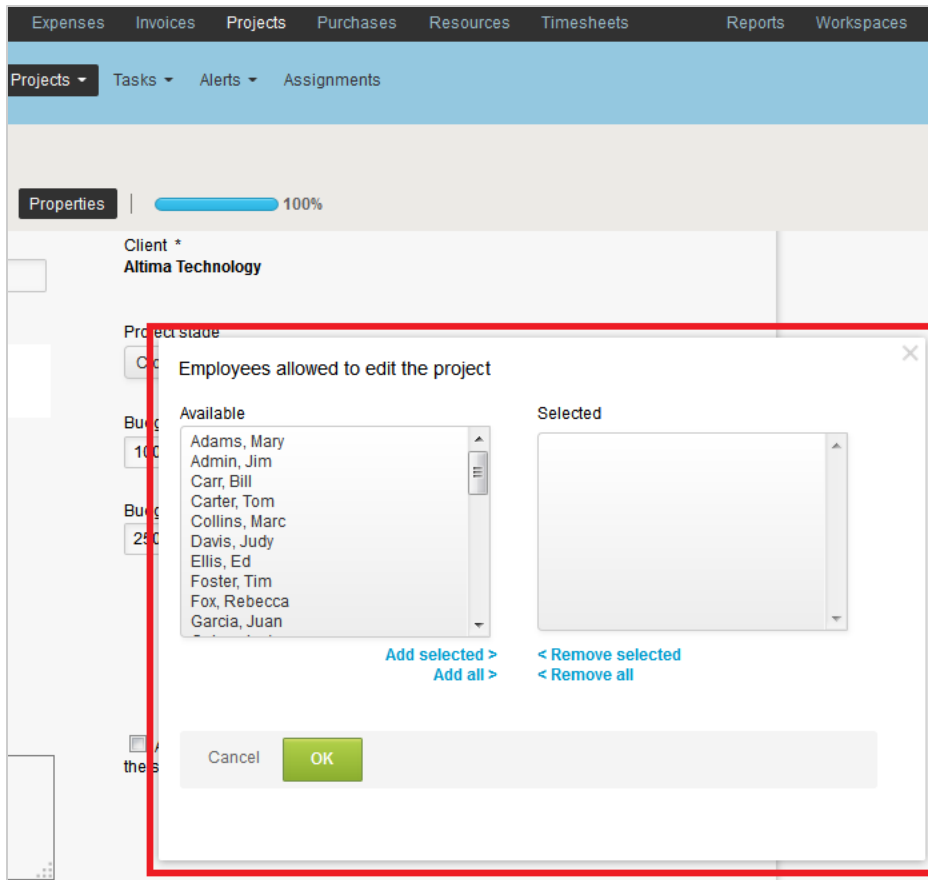 Expenses Invoices Projects Purchases Resources Timesheets Reports Workspaces
Projects Tasks Alerts Assignments
Properties 100%
Client *
Altima Technology
Project stage
Employees allowed to edit the project
Available
Adams, Mary
Admin, Jim
Carr, Bill
Carter, Tom
Collins, Marc
Davis, Judy
Ellis, Ed
Foster, Tim
Fox, Rebecca
Garcia, Juan
Selected
Add selected >
Add all >
< Remove selected
< Remove all
Cancel OK